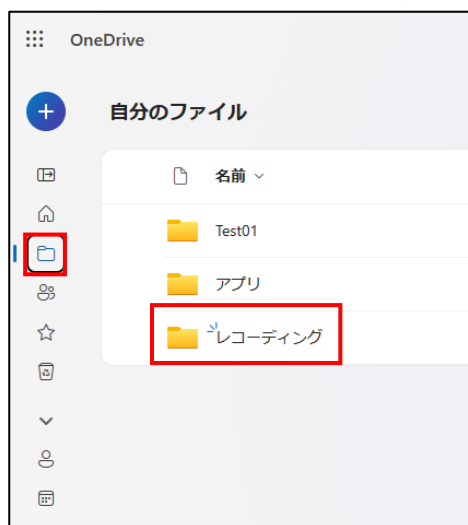 OneDrive
自分のファイル
名前
Test01
アプリ
レコーディング